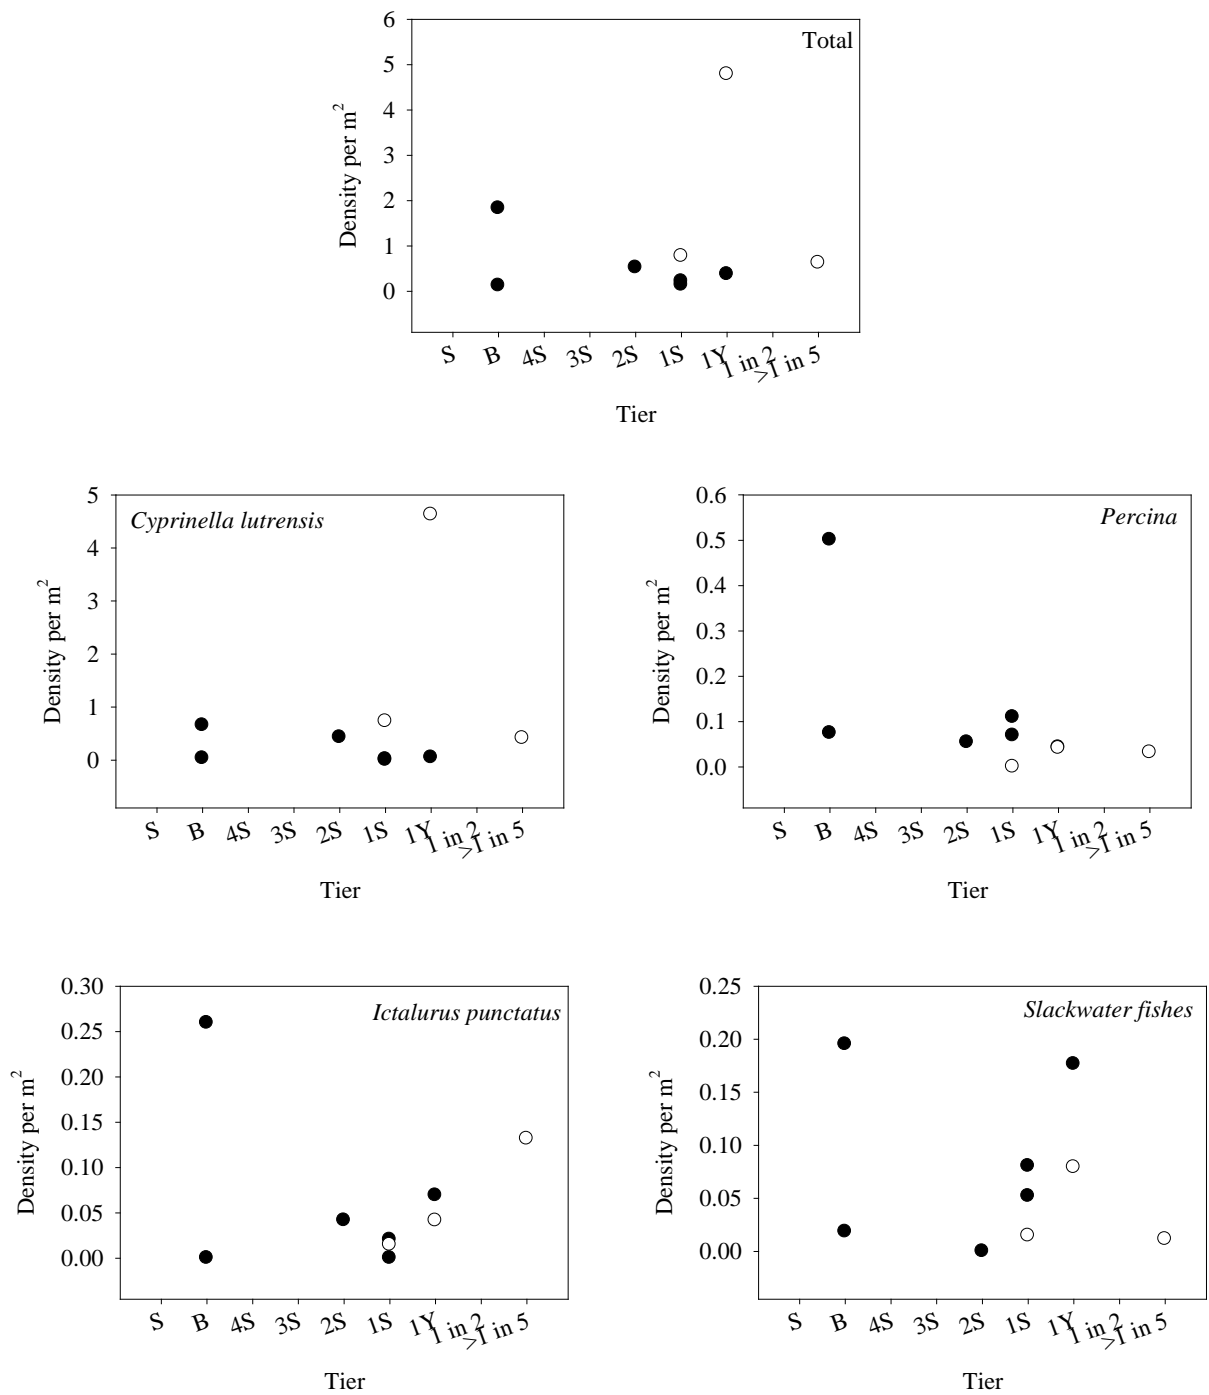 Total
Density per m²
6
5
4
3
2
1
0
S B 4S 3S 2S 1S 1Y 1 in 2 >1 in 5
Tier
Cyprinella lutrensis
Density per m²
5
4
3
2
1
0
S B 4S 3S 2S 1S 1Y 1 in 2 >1 in 5
Tier
Percina
Density per m²
0.6
0.5
0.4
0.3
0.2
0.1
0.0
S B 4S 3S 2S 1S 1Y 1 in 2 >1 in 5
Tier
Ictalurus punctatus
Density per m²
0.30
0.25
0.20
0.15
0.10
0.05
0.00
S B 4S 3S 2S 1S 1Y 1 in 2 >1 in 5
Tier
Slackwater fishes
Density per m²
0.25
0.20
0.15
0.10
0.05
0.00
S B 4S 3S 2S 1S 1Y 1 in 2 >1 in 5
Tier